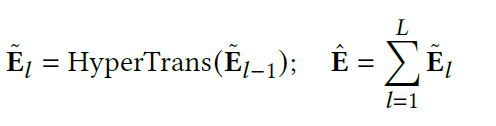 Ẽ_l = HyperTrans(Ẽ_{l−1});  Ê = ∑_{l=1}^{L} Ẽ_l